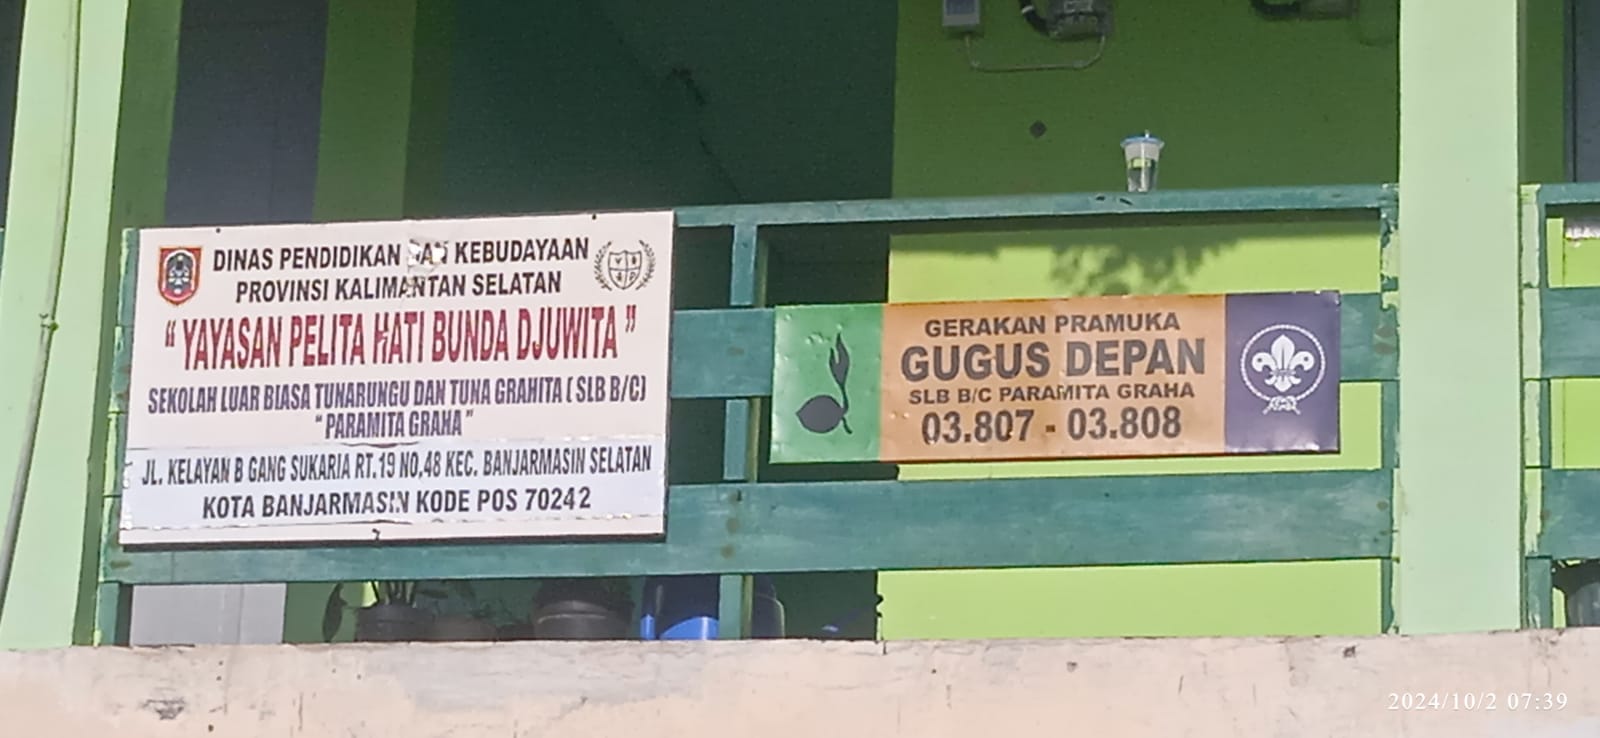 DINAS PENDIDIKAN DAN KEBUDAYAAN
PROVINSI KALIMANTAN SELATAN
“ YAYASAN PELITA HATI BUNDA DJUWITA ”
SEKOLAH LUAR BIASA TUNARUNGU DAN TUNA GRAHITA ( SLB B/C)
“ PARAMITA GRAHA ”
JL. KELAYAN B GANG SUKARIA RT.19 NO,48 KEC. BANJARMASIN SELATAN
KOTA BANJARMASIN KODE POS 70242
GERAKAN PRAMUKA
GUGUS DEPAN
SLB B/C PARAMITA GRAHA
03.807 - 03.808
2024/10/2 07:39